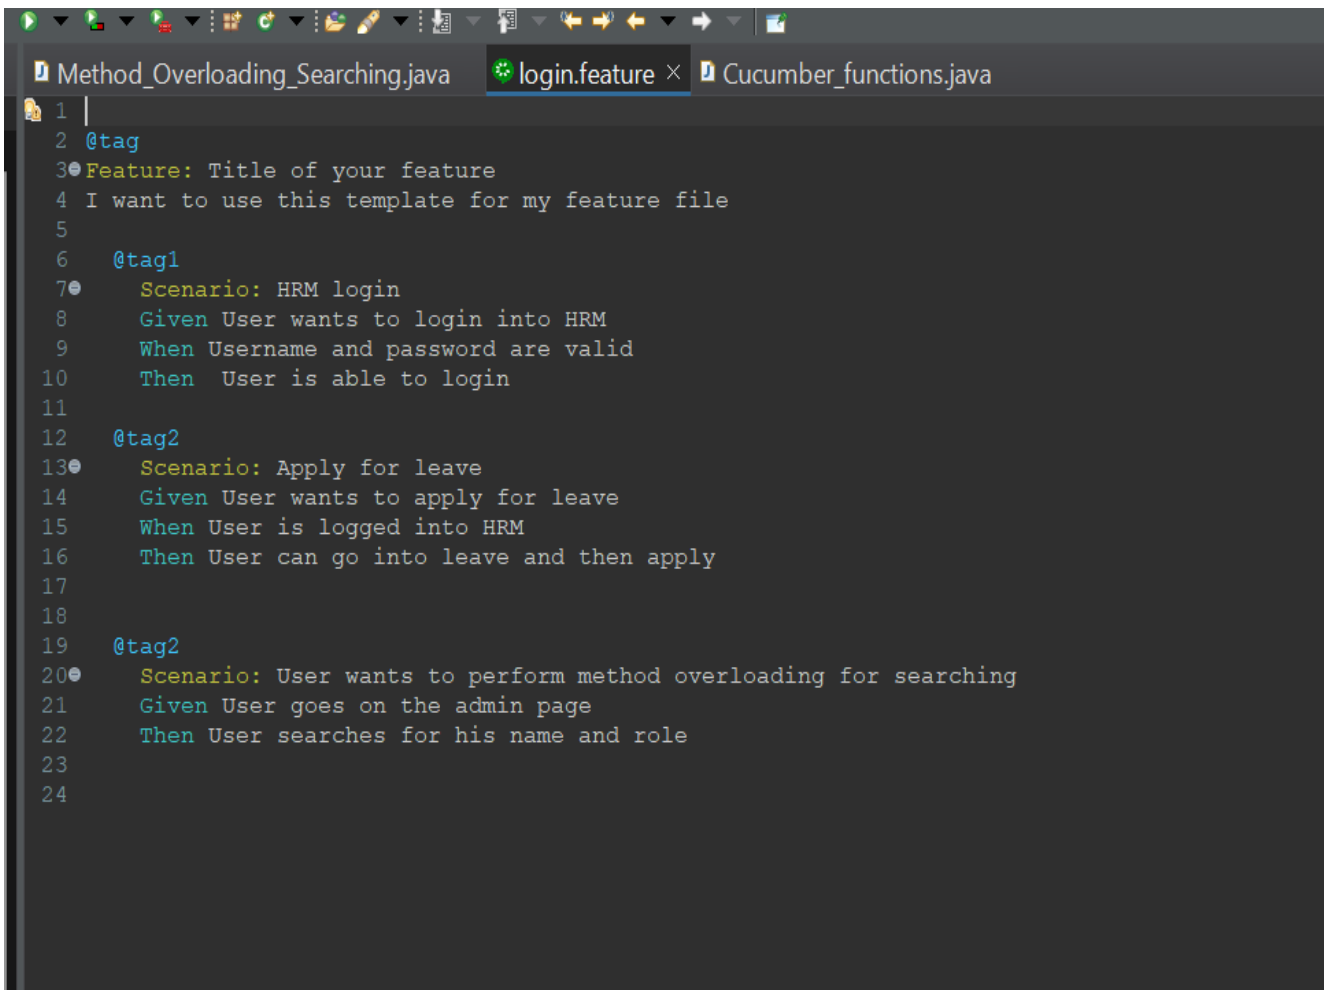 Method_Overloading_Searching.java login.feature × Cucumber_functions.java
1
2 @tag
3 Feature: Title of your feature
4 I want to use this template for my feature file
5
6 @tag1
7 Scenario: HRM login
8 Given User wants to login into HRM
9 When Username and password are valid
10 Then  User is able to login
11
12 @tag2
13 Scenario: Apply for leave
14 Given User wants to apply for leave
15 When User is logged into HRM
16 Then User can go into leave and then apply
17
18
19 @tag2
20 Scenario: User wants to perform method overloading for searching
21 Given User goes on the admin page
22 Then User searches for his name and role
23
24